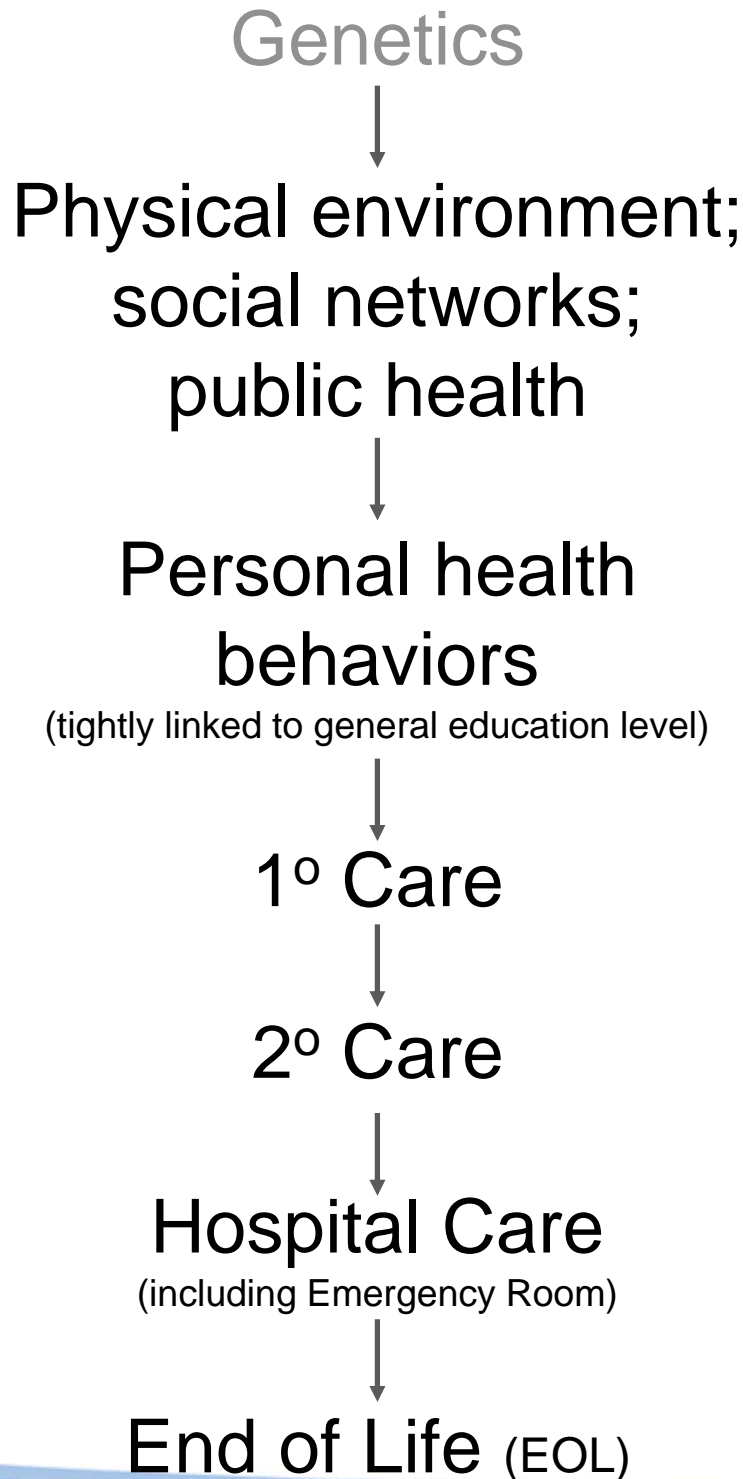 Genetics
Physical environment;
social networks;
public health
Personal health
behaviors
(tightly linked to general education level)
1º Care
2º Care
Hospital Care
(including Emergency Room)
End of Life (EOL)